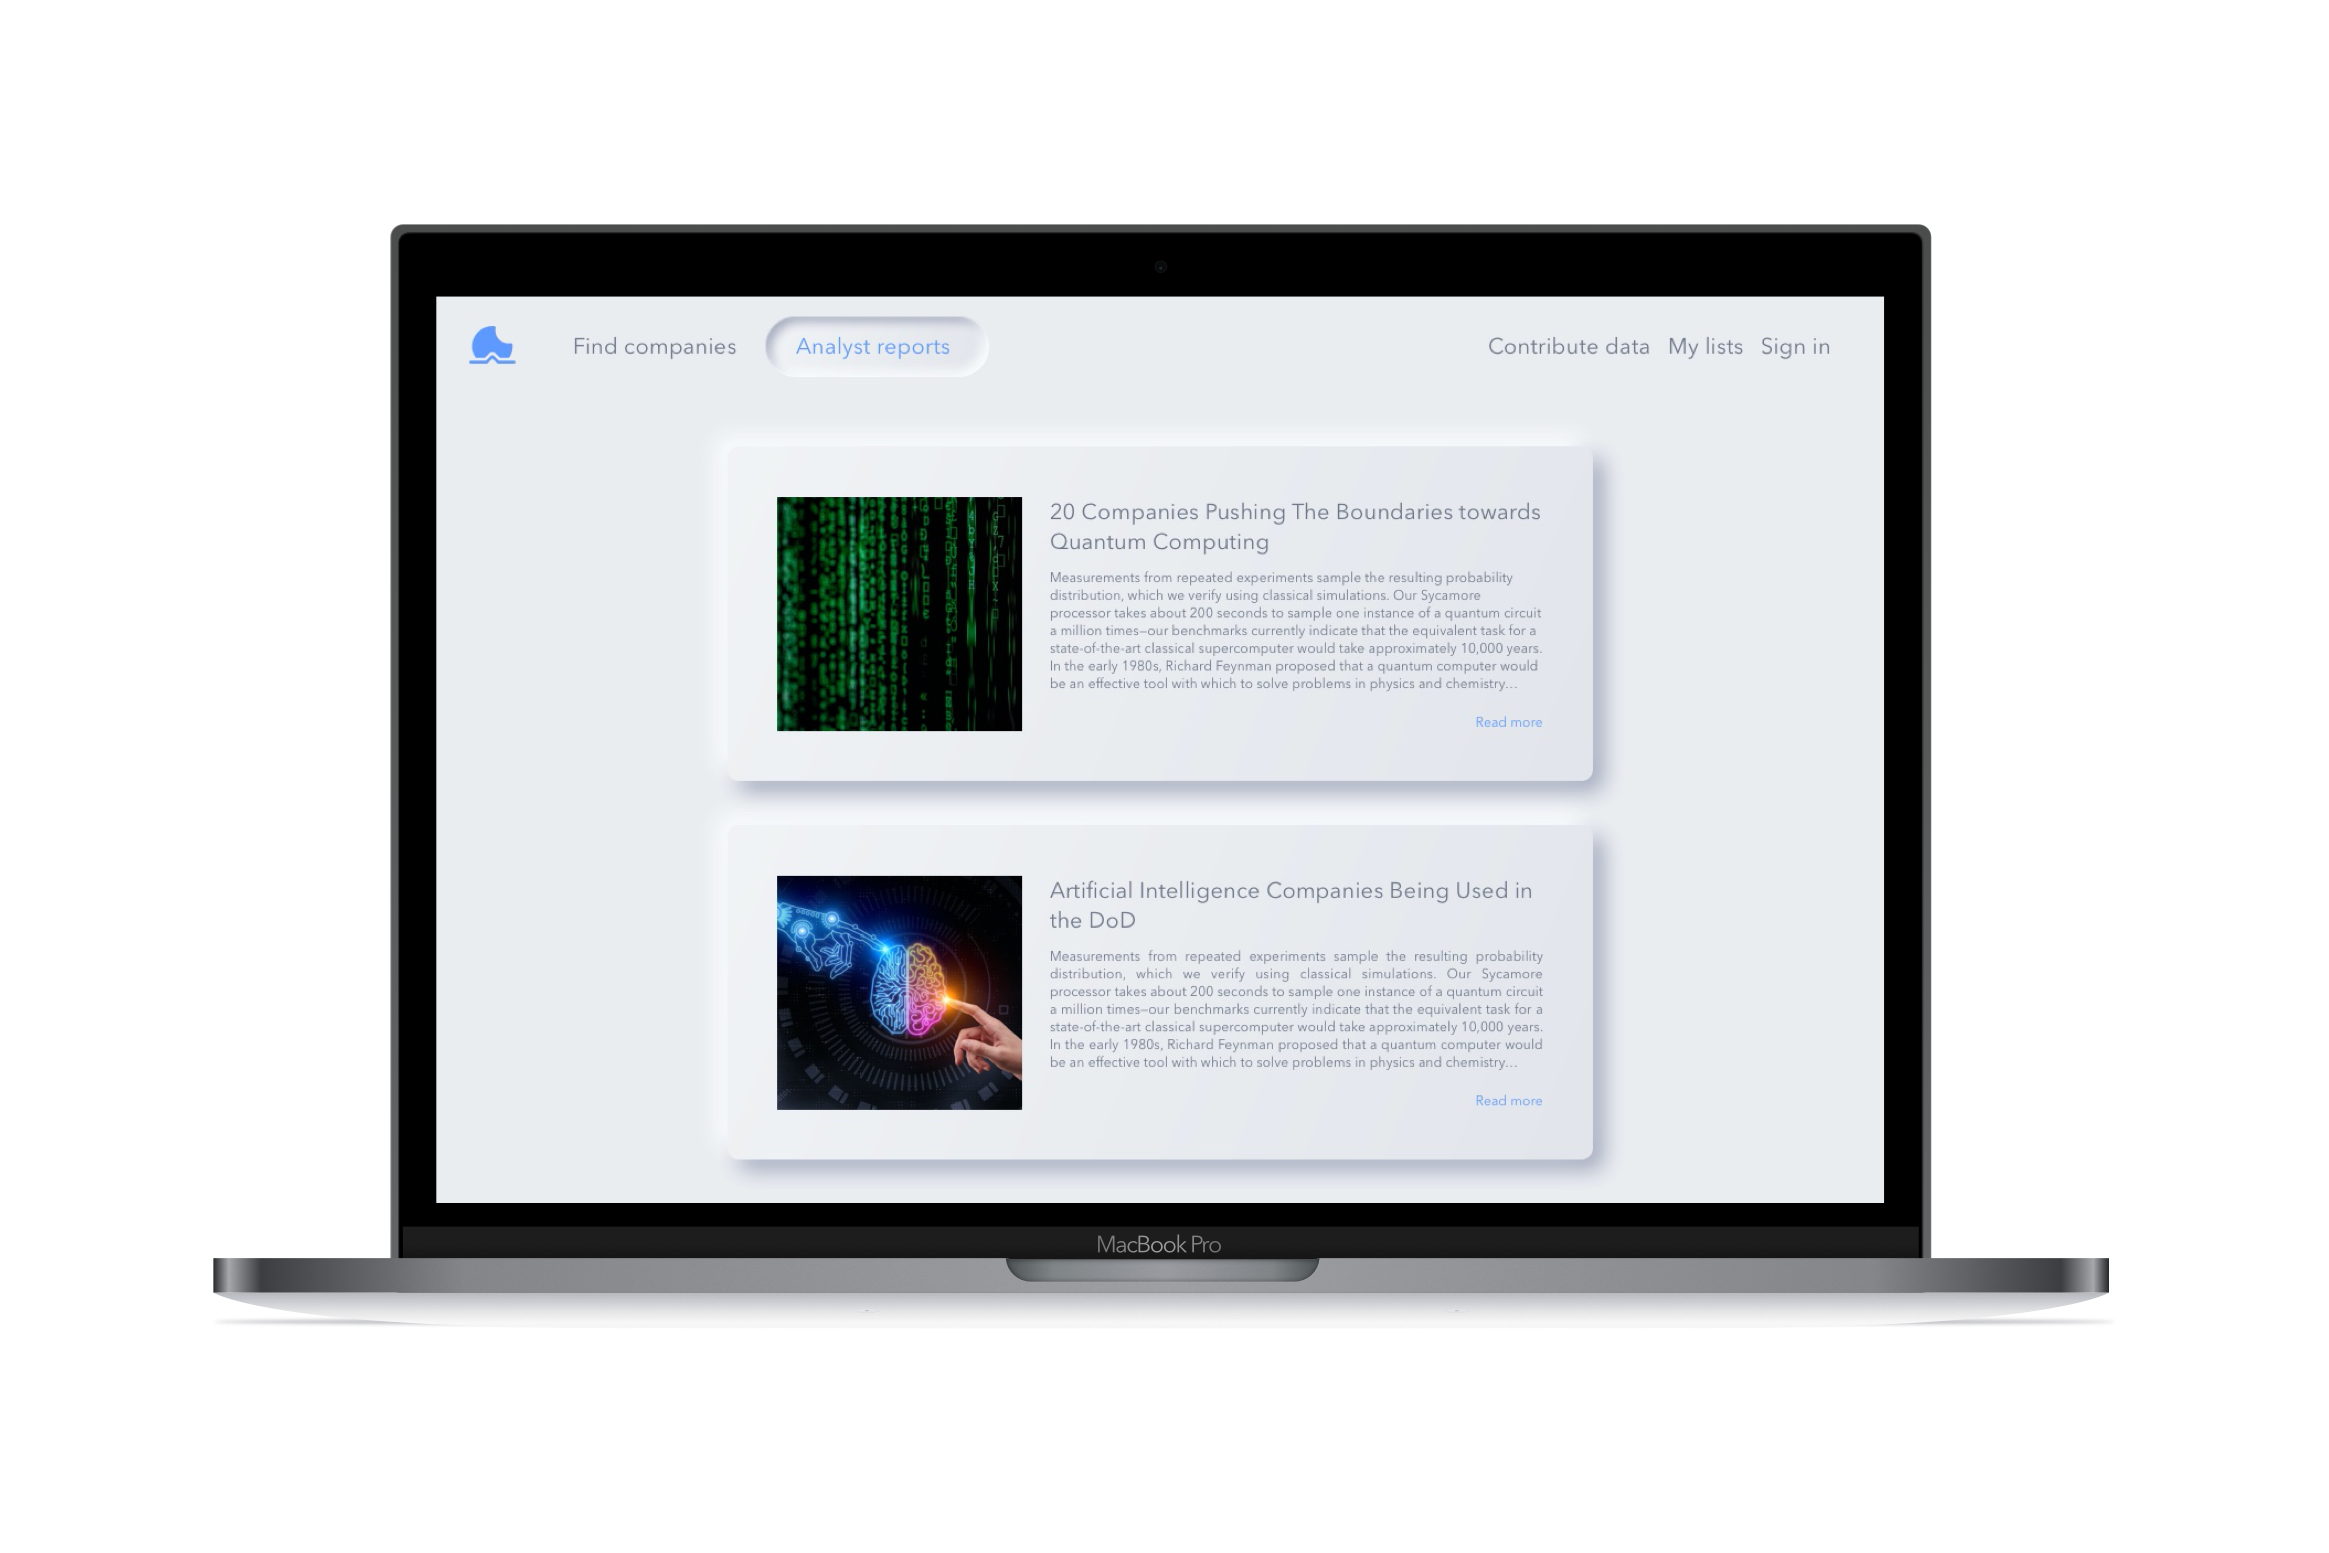 Find companies
Analyst reports
Contribute data
My lists
Sign in
20 Companies Pushing The Boundaries towards
Quantum Computing
Measurements from repeated experiments sample the resulting probability
distribution, which we verify using classical simulations. Our Sycamore
processor takes about 200 seconds to sample one instance of a quantum circuit
a million times—our benchmarks currently indicate that the equivalent task for a
state-of-the-art classical supercomputer would take approximately 10,000 years.
In the early 1980s, Richard Feynman proposed that a quantum computer would
be an effective tool with which to solve problems in physics and chemistry...
Read more
Artificial Intelligence Companies Being Used in
the DoD
Measurements from repeated experiments sample the resulting probability
distribution, which we verify using classical simulations. Our Sycamore
processor takes about 200 seconds to sample one instance of a quantum circuit
a million times—our benchmarks currently indicate that the equivalent task for a
state-of-the-art classical supercomputer would take approximately 10,000 years.
In the early 1980s, Richard Feynman proposed that a quantum computer would
be an effective tool with which to solve problems in physics and chemistry...
Read more
MacBook Pro